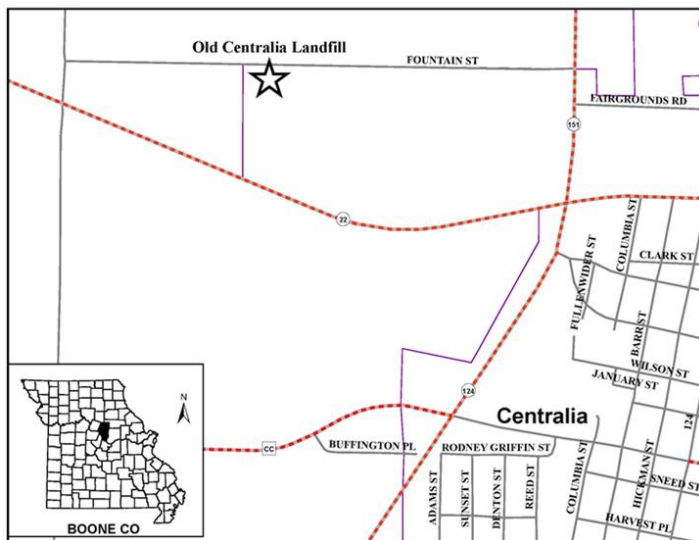 Old Centralia Landfill
FOUNTAIN ST
FAIRGROUNDS RD
151
22
COLUMBIA ST
CLARK ST
FULLENWIDER ST
BARR ST
WILSON ST
JANUARY ST
124
Centralia
124
CC
BUFFINGTON PL
RODNEY GRIFFIN ST
ADAMS ST
SUNSET ST
DENTON ST
REED ST
COLUMBIA ST
HICKMAN ST
SNEED ST
HARVEST PL
N
BOONE CO